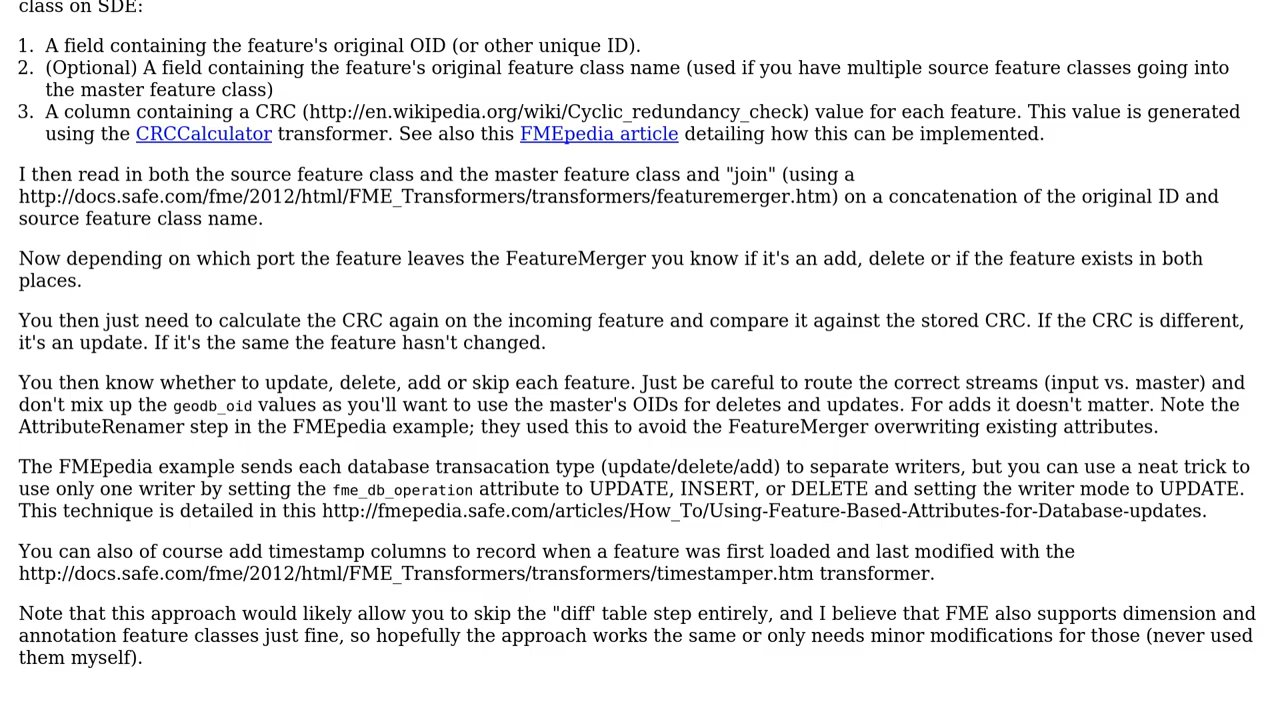 class on SDE:
1. A field containing the feature's original OID (or other unique ID).
2. (Optional) A field containing the feature's original feature class name (used if you have multiple source feature classes going into
the master feature class)
3. A column containing a CRC (http://en.wikipedia.org/wiki/Cyclic_redundancy_check) value for each feature. This value is generated
using the CRCCalculator transformer. See also this FMEpedia article detailing how this can be implemented.
I then read in both the source feature class and the master feature class and "join" (using a
http://docs.safe.com/fme/2012/html/FME_Transformers/transformers/featuremerger.htm) on a concatenation of the original ID and
source feature class name.
Now depending on which port the feature leaves the FeatureMerger you know if it's an add, delete or if the feature exists in both
places.
You then just need to calculate the CRC again on the incoming feature and compare it against the stored CRC. If the CRC is different,
it's an update. If it's the same the feature hasn't changed.
You then know whether to update, delete, add or skip each feature. Just be careful to route the correct streams (input vs. master) and
don't mix up the geodb_oid values as you'll want to use the master's OIDs for deletes and updates. For adds it doesn't matter. Note the
AttributeRenamer step in the FMEpedia example; they used this to avoid the FeatureMerger overwriting existing attributes.
The FMEpedia example sends each database transacation type (update/delete/add) to separate writers, but you can use a neat trick to
use only one writer by setting the fme_db_operation attribute to UPDATE, INSERT, or DELETE and setting the writer mode to UPDATE.
This technique is detailed in this http://fmepedia.safe.com/articles/How_To/Using-Feature-Based-Attributes-for-Database-updates.
You can also of course add timestamp columns to record when a feature was first loaded and last modified with the
http://docs.safe.com/fme/2012/html/FME_Transformers/transformers/timestamper.htm transformer.
Note that this approach would likely allow you to skip the "diff' table step entirely, and I believe that FME also supports dimension and
annotation feature classes just fine, so hopefully the approach works the same or only needs minor modifications for those (never used
them myself).